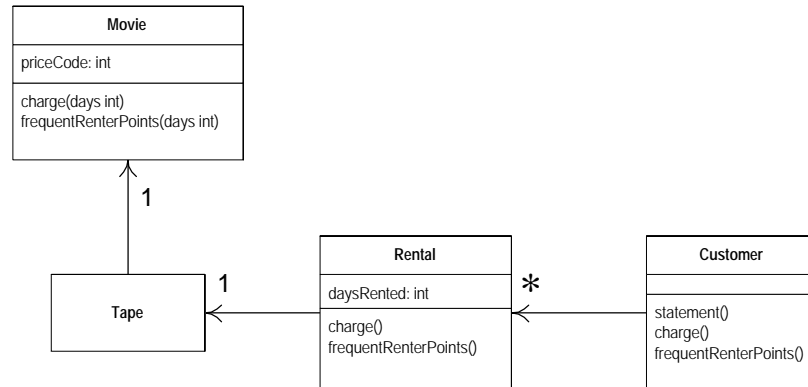 Movie
priceCode: int
charge(days int)
frequentRenterPoints(days int)
1
Tape
1
Rental
daysRented: int
charge()
frequentRenterPoints()
*
Customer
statement()
charge()
frequentRenterPoints()